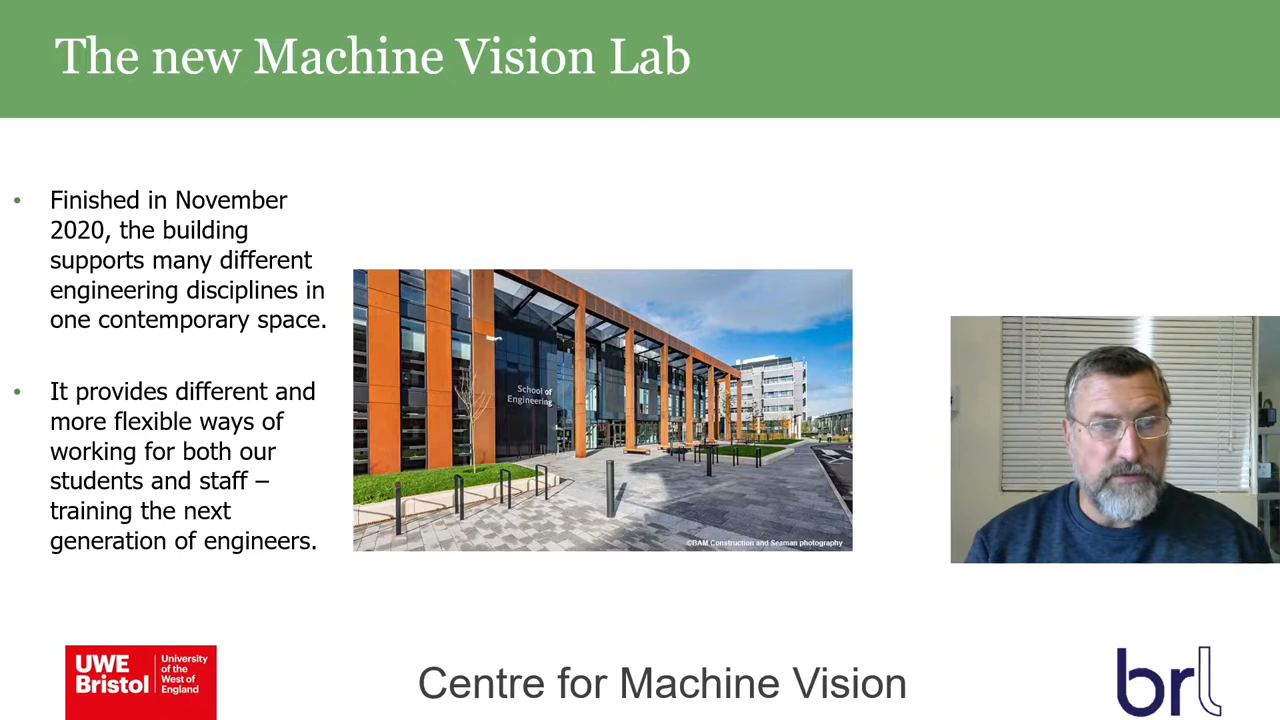 The new Machine Vision Lab
• Finished in November
2020, the building
supports many different
engineering disciplines in
one contemporary space.
• It provides different and
more flexible ways of
working for both our
students and staff –
training the next
generation of engineers.
School of
Engineering
©BAM Construction and Seaman photography
UWE
Bristol
University
of the
West of
England
Centre for Machine Vision
brl